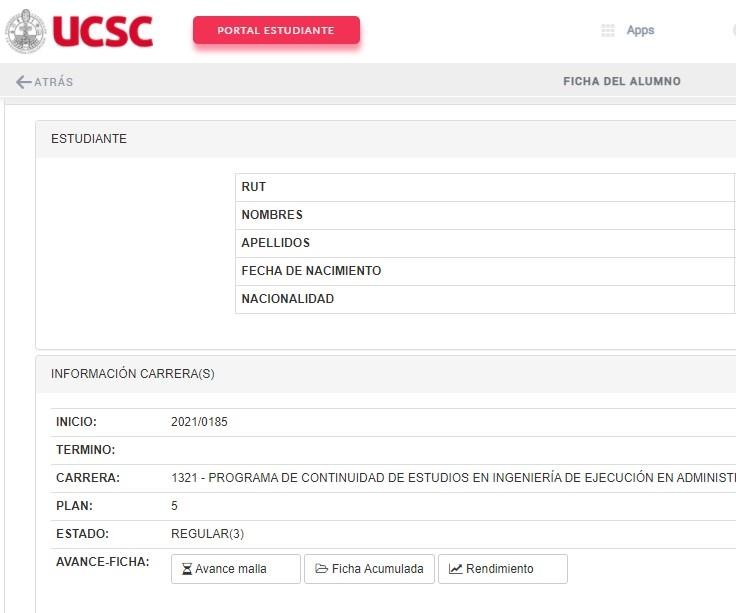 UCSC
PORTAL ESTUDIANTE
Apps
ATRÁS
FICHA DEL ALUMNO
ESTUDIANTE
RUT
NOMBRES
APELLIDOS
FECHA DE NACIMIENTO
NACIONALIDAD
INFORMACIÓN CARRERA(S)
INICIO: 2021/0185
TERMINO:
CARRERA: 1321 - PROGRAMA DE CONTINUIDAD DE ESTUDIOS EN INGENIERÍA DE EJECUCIÓN EN ADMINIST
PLAN: 5
ESTADO: REGULAR(3)
AVANCE-FICHA: Avance malla Ficha Acumulada Rendimiento